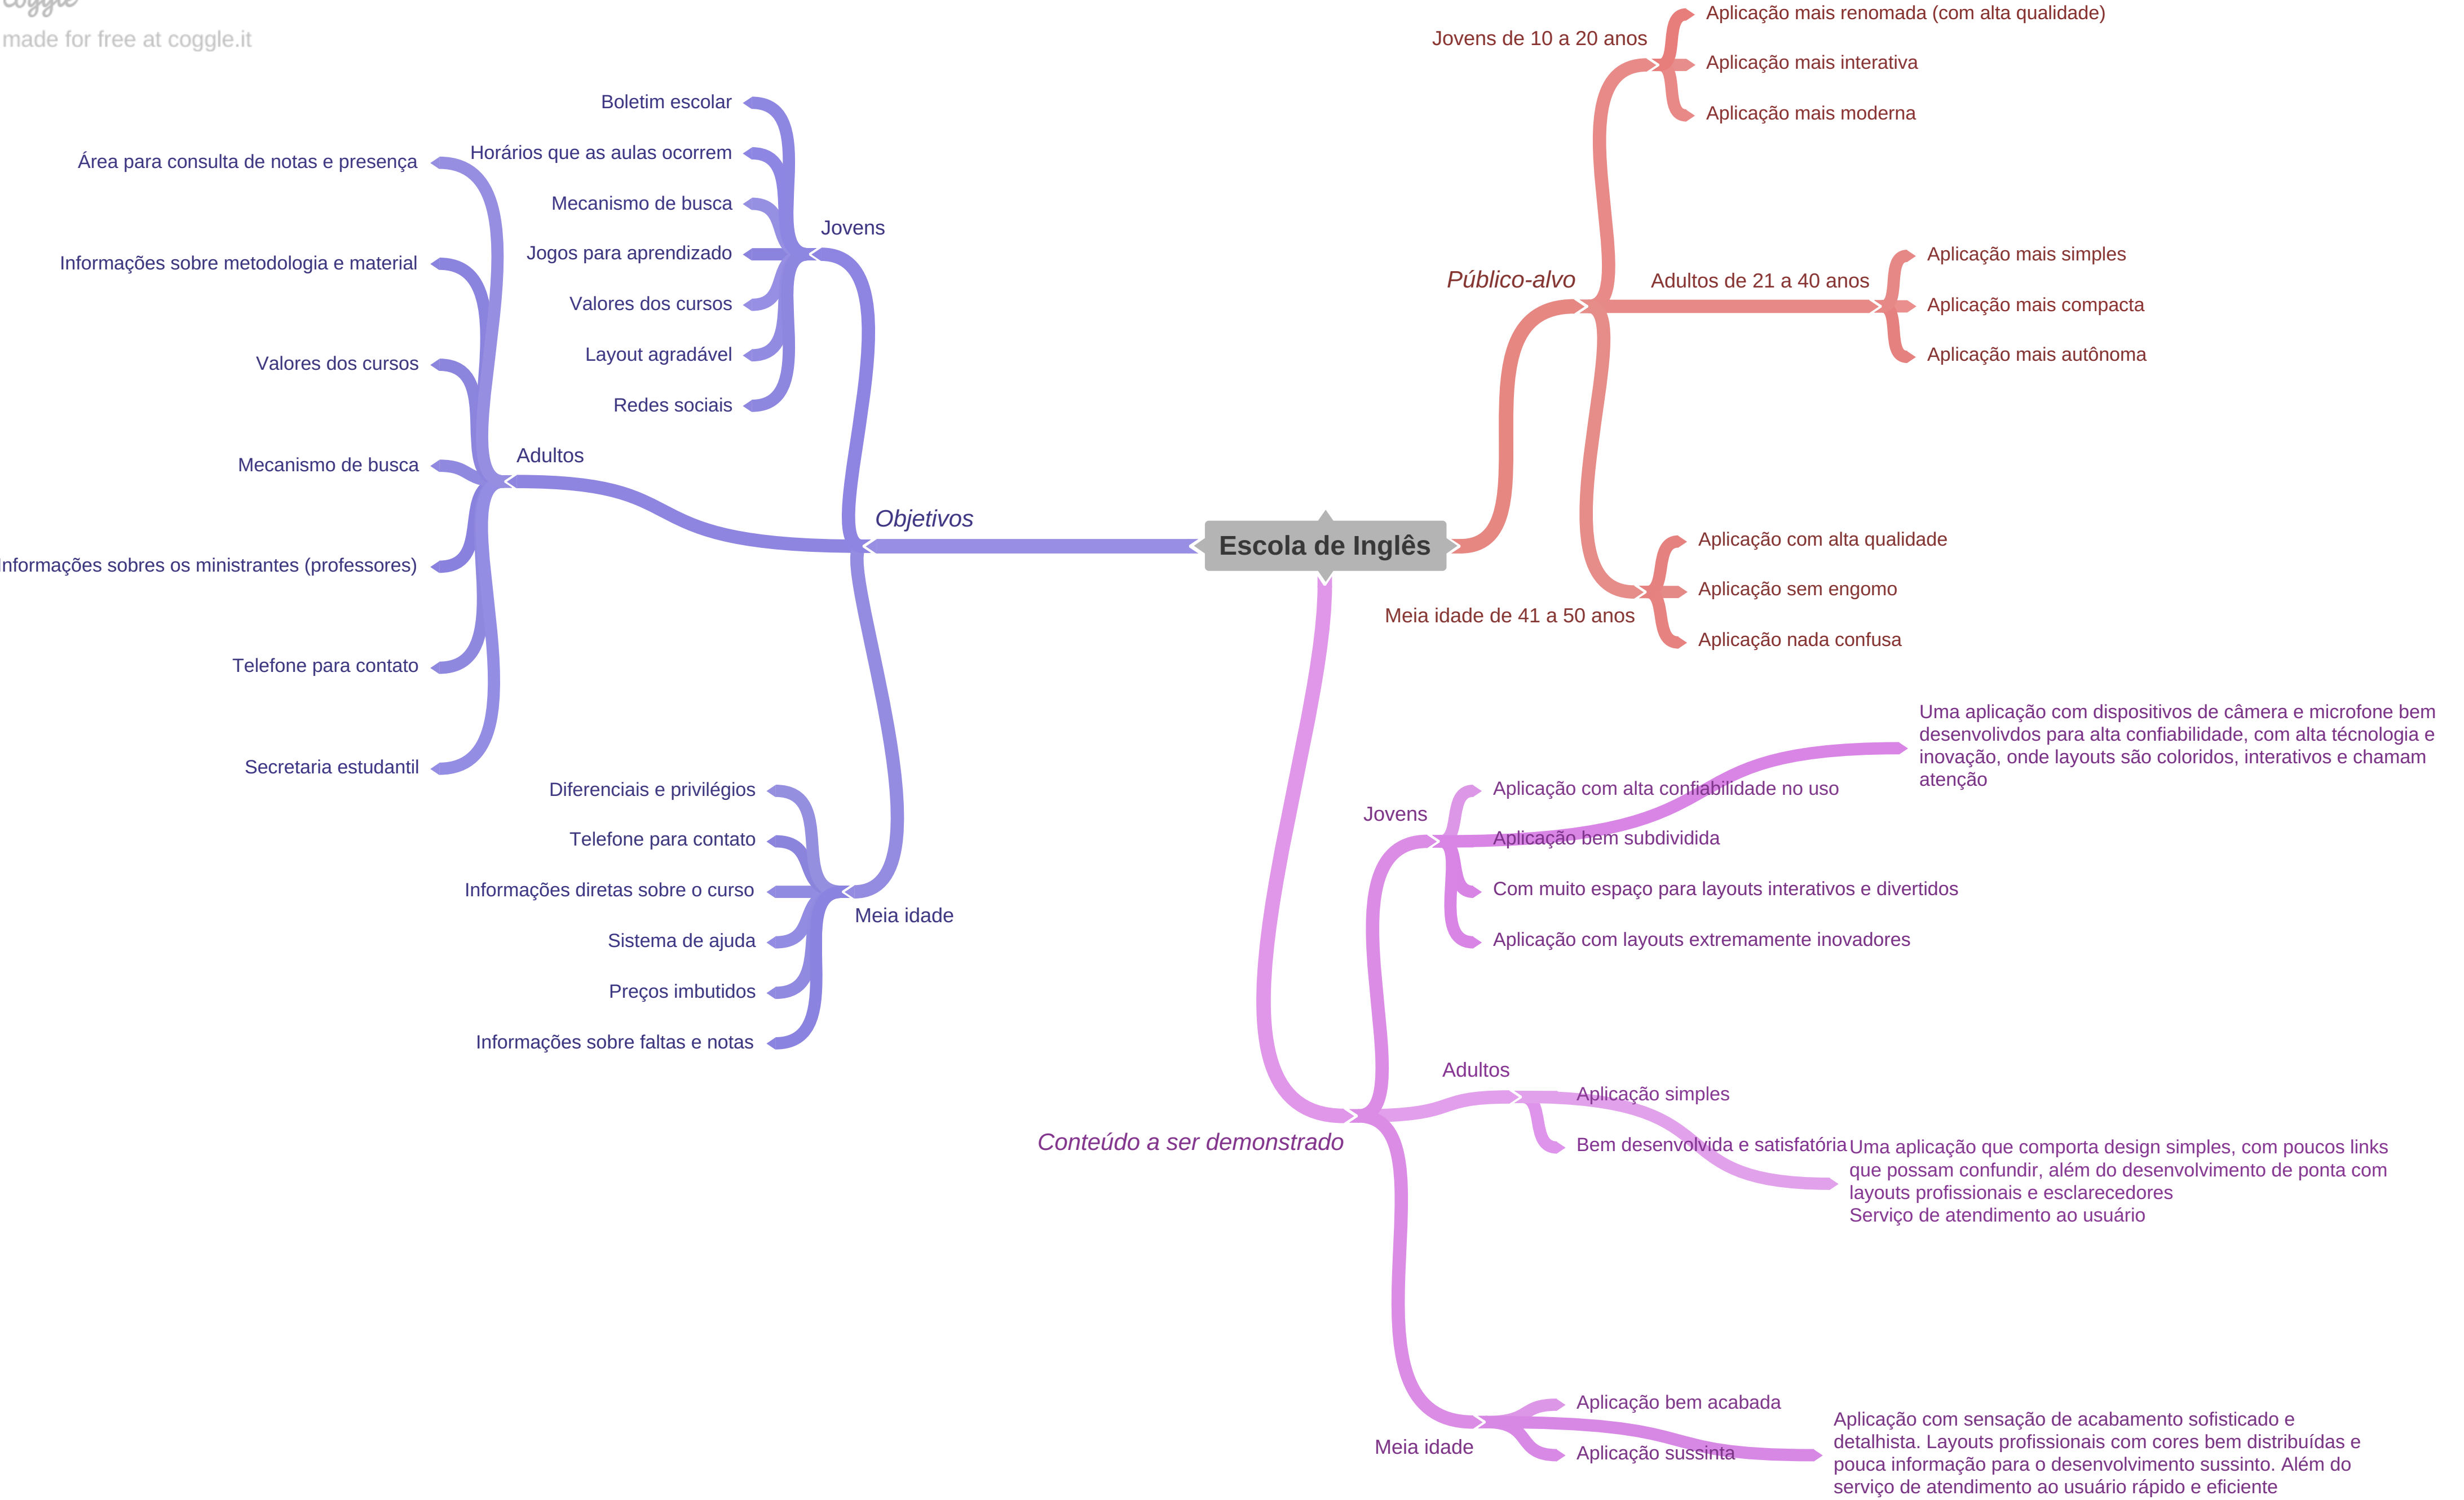 coggle
made for free at coggle.it
Escola de Inglês
Público-alvo
Jovens de 10 a 20 anos
Aplicação mais renomada (com alta qualidade)
Aplicação mais interativa
Aplicação mais moderna
Adultos de 21 a 40 anos
Aplicação mais simples
Aplicação mais compacta
Aplicação mais autônoma
Meia idade de 41 a 50 anos
Aplicação com alta qualidade
Aplicação sem engomo
Aplicação nada confusa
Objetivos
Jovens
Boletim escolar
Horários que as aulas ocorrem
Mecanismo de busca
Jogos para aprendizado
Valores dos cursos
Layout agradável
Redes sociais
Adultos
Área para consulta de notas e presença
Informações sobre metodologia e material
Valores dos cursos
Mecanismo de busca
Informações sobres os ministrantes (professores)
Telefone para contato
Secretaria estudantil
Meia idade
Diferenciais e privilégios
Telefone para contato
Informações diretas sobre o curso
Sistema de ajuda
Preços imbutidos
Informações sobre faltas e notas
Conteúdo a ser demonstrado
Jovens
Aplicação com alta confiabilidade no uso
Aplicação bem subdividida
Com muito espaço para layouts interativos e divertidos
Aplicação com layouts extremamente inovadores
Uma aplicação com dispositivos de câmera e microfone bem
desenvolivdos para alta confiabilidade, com alta técnologia e
inovação, onde layouts são coloridos, interativos e chamam
atenção
Adultos
Aplicação simples
Bem desenvolvida e satisfatória
Uma aplicação que comporta design simples, com poucos links
que possam confundir, além do desenvolvimento de ponta com
layouts profissionais e esclarecedores
Serviço de atendimento ao usuário
Meia idade
Aplicação bem acabada
Aplicação sussinta
Aplicação com sensação de acabamento sofisticado e
detalhista. Layouts profissionais com cores bem distribuídas e
pouca informação para o desenvolvimento sussinto. Além do
serviço de atendimento ao usuário rápido e eficiente